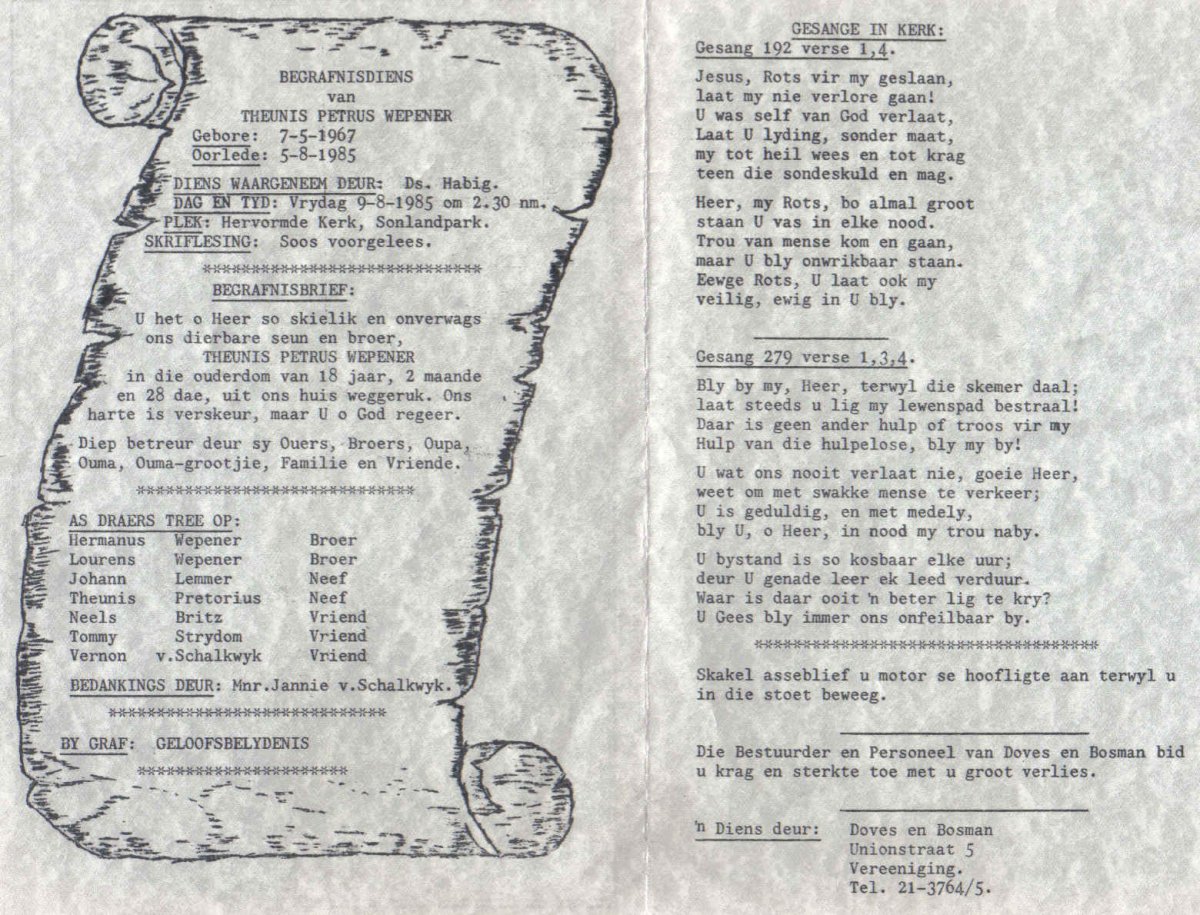 BEGRAFNISDIENS
van
THEUNIS PETRUS WEPENER
Gebore: 7-5-1967
Oorlede: 5-8-1985
DIENS WAARGENEEM DEUR: Ds. Habig.
DAG EN TYD: Vrydag 9-8-1985 om 2.30 nm.
PLEK: Hervormde Kerk, Sonlandpark.
SKRIFLESING: Soos voorgelees.
****************************
BEGRAFNISBRIEF:
U het o Heer so skielik en onverwags
ons dierbare seun en broer,
THEUNIS PETRUS WEPENER
in die ouderdom van 18 jaar, 2 maande
en 28 dae, uit ons huis weggeruk. Ons
harte is verskeur, maar U o God regeer.
Diep betreur deur sy Ouers, Broers, Oupa,
Ouma, Ouma-grootjie, Familie en Vriende.
****************************
AS DRAERS TREE OP:
Hermanus Wepener Broer
Lourens Wepener Broer
Johann Lemmer Neef
Theunis Pretorius Neef
Neels Britz Vriend
Tommy Strydom Vriend
Vernon v.Schalkwyk Vriend
BEDANKINGS DEUR: Mnr.Jannie v.Schalkwyk.
****************************
BY GRAF: GELOOFSBELYDENIS
*********************
GESANGE IN KERK:
Gesang 192 verse 1,4.
Jesus, Rots vir my geslaan,
laat my nie verlore gaan!
U was self van God verlaat,
Laat U lyding, sonder maat,
my tot heil wees en tot krag
teen die sondeskuld en mag.
Heer, my Rots, bo almal groot
staan U vas in elke nood.
Trou van mense kom en gaan,
maar U bly onwrikbaar staan.
Eewge Rots, U laat ook my
veilig, ewig in U bly.
Gesang 279 verse 1,3,4.
Bly by my, Heer, terwyl die skemer daal;
laat steeds u lig my lewenspad bestraal!
Daar is geen ander hulp of troos vir my
Hulp van die hulpelose, bly my by!
U wat ons nooit verlaat nie, goeie Heer,
weet om met swakke mense te verkeer;
U is geduldig, en met medely,
bly U, o Heer, in nood my trou naby.
U bystand is so kosbaar elke uur;
deur U genade leer ek leed verduur.
Waar is daar ooit 'n beter lig te kry?
U Gees bly immer ons onfeilbaar by.
***********************************
Skakel asseblief u motor se hoofligte aan terwyl u
in die stoet beweeg.
Die Bestuurder en Personeel van Doves en Bosman bid
u krag en sterkte toe met u groot verlies.
'n Diens deur: Doves en Bosman
Unionstraat 5
Vereeniging.
Tel. 21-3764/5.